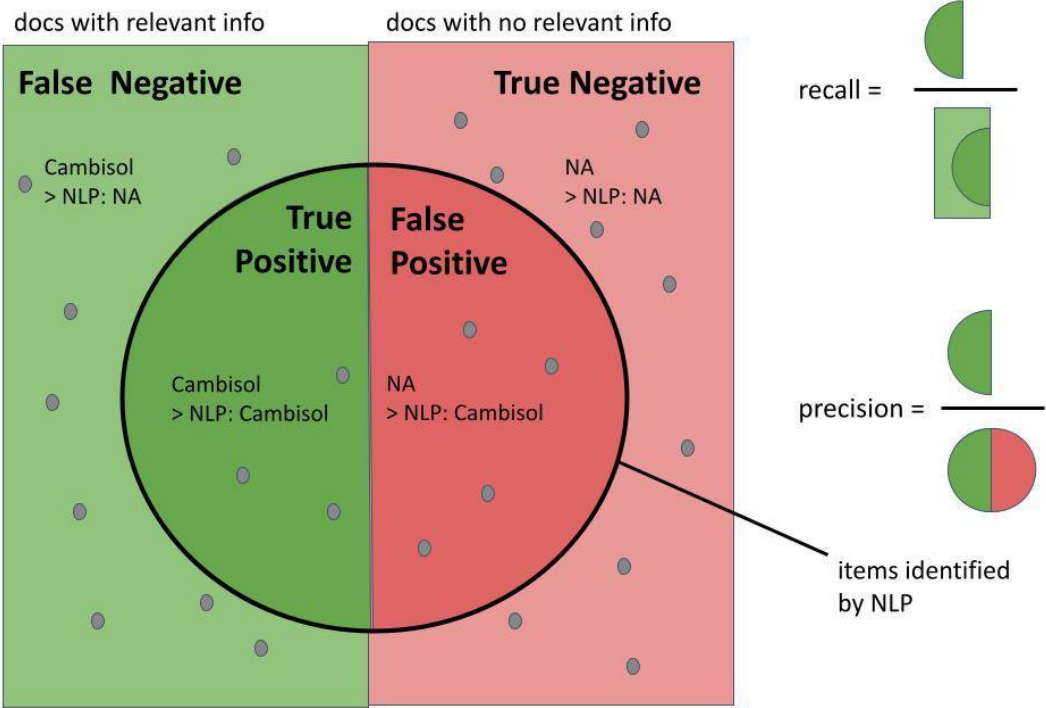 docs with relevant info
docs with no relevant info
False  Negative
True Negative
Cambisol
> NLP: NA
NA
> NLP: NA
True
Positive
False
Positive
Cambisol
> NLP: Cambisol
NA
> NLP: Cambisol
recall =
precision =
items identified
by NLP